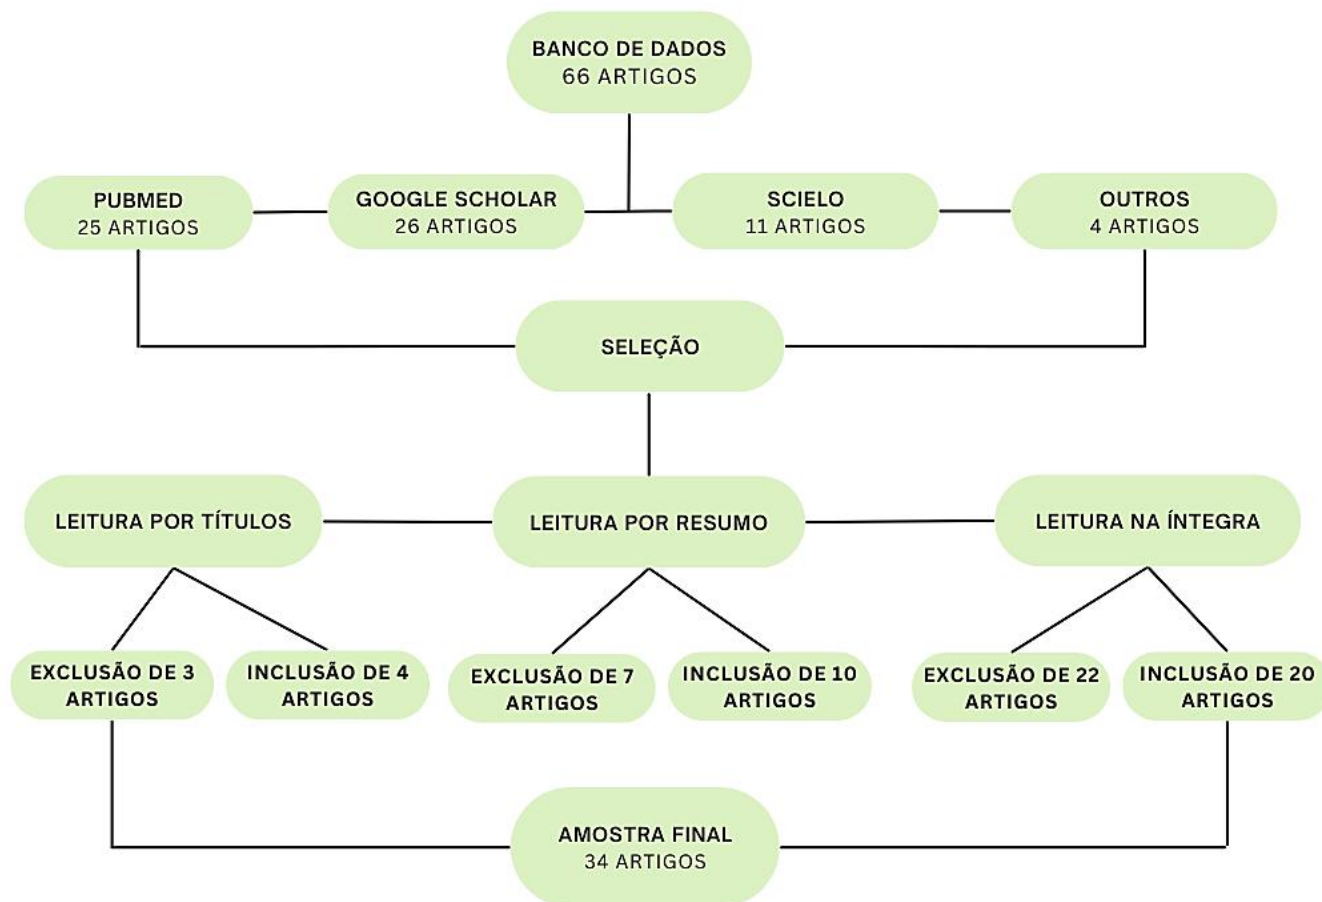 BANCO DE DADOS
66 ARTIGOS
PUBMED
25 ARTIGOS
GOOGLE SCHOLAR
26 ARTIGOS
SCIELO
11 ARTIGOS
OUTROS
4 ARTIGOS
SELEÇÃO
LEITURA POR TÍTULOS
LEITURA POR RESUMO
LEITURA NA ÍNTEGRA
EXCLUSÃO DE 3
ARTIGOS
INCLUSÃO DE 4
ARTIGOS
EXCLUSÃO DE 7
ARTIGOS
INCLUSÃO DE 10
ARTIGOS
EXCLUSÃO DE 22
ARTIGOS
INCLUSÃO DE 20
ARTIGOS
AMOSTRA FINAL
34 ARTIGOS